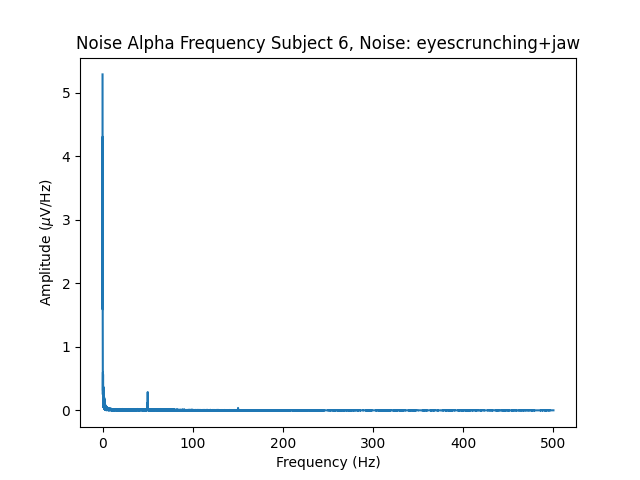 Noise Alpha Frequency Subject 6, Noise: eyescrunching+jaw
5
4
3
2
1
0
Amplitude (μV/Hz)
0 100 200 300 400 500
Frequency (Hz)